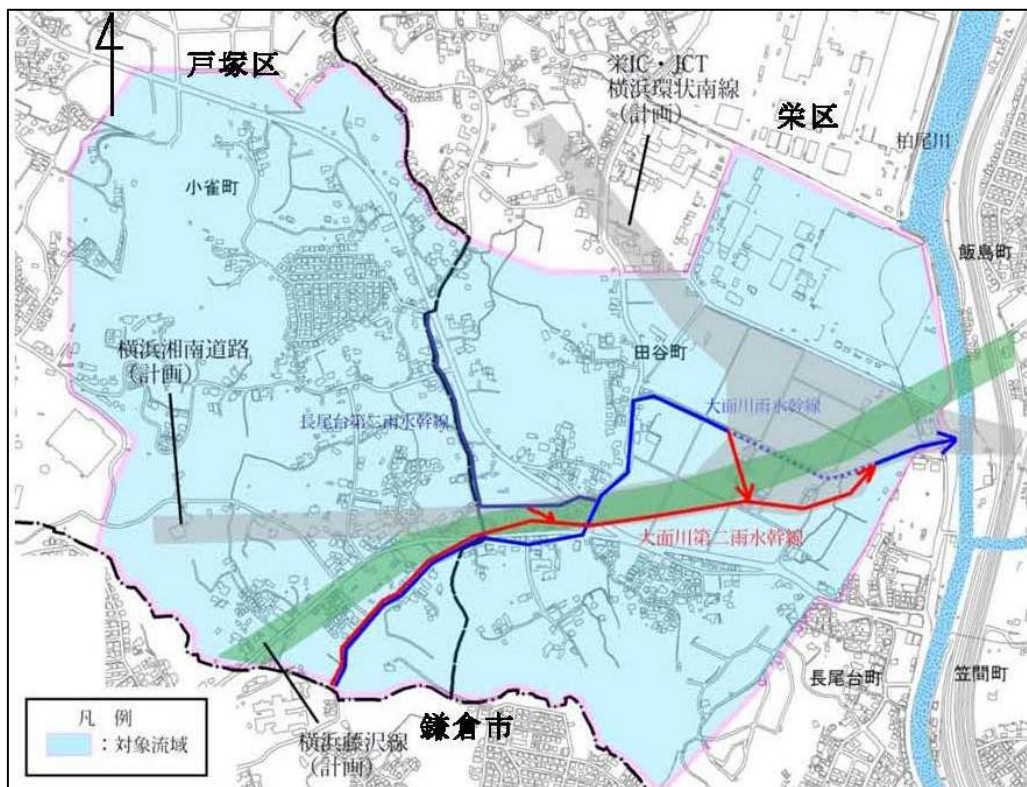 戸塚区
栄IC・JCT
横浜環状南線
(計画)
栄区
柏尾川
小雀町
飯島町
横浜湘南道路
(計画)
田谷町
長尾台第二雨水幹線
大面川雨水幹線
大面川第二雨水幹線
長尾台町
笠間町
鎌倉市
横浜藤沢線
(計画)
凡 例
:対象流域